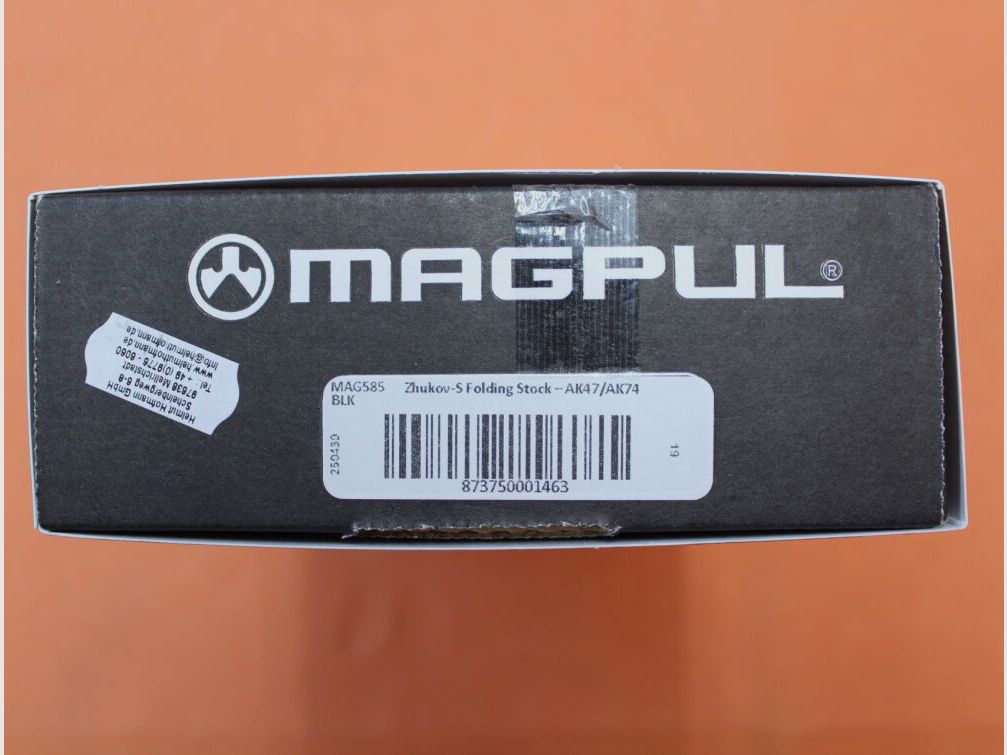 MAGPUL®
Helmut Hofmann GmbH
Scheinbergweg 6-8
97638 Mellrichstadt
Tel.: + 49 (0)9776 - 6060
www.helmuthofmann.de
info@helmuthofmann.de
MAG585 Zhukov-S Folding Stock – AK47/AK74
BLK
250430
19
873750001463